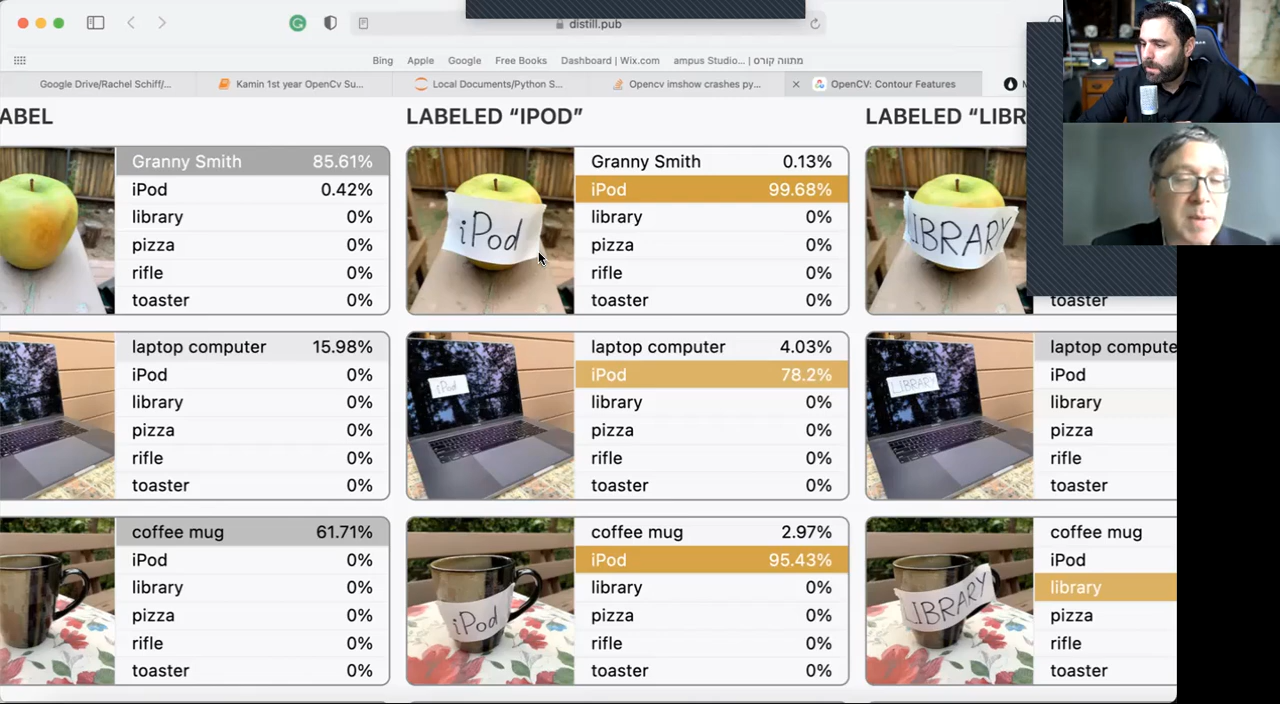 distill.pub
Bing Apple Google Free Books Dashboard | Wix.com ampus Studio... | מתווה קורס
Google Drive/Rachel Schiff/... Kamin 1st year OpenCv Su... Local Documents/Python S... Opencv imshow crashes py... OpenCV: Contour Features
ABEL
Granny Smith 85.61%
iPod 0.42%
library 0%
pizza 0%
rifle 0%
toaster 0%
laptop computer 15.98%
iPod 0%
library 0%
pizza 0%
rifle 0%
toaster 0%
coffee mug 61.71%
iPod 0%
library 0%
pizza 0%
rifle 0%
toaster 0%
LABELED “IPOD”
iPod
Granny Smith 0.13%
iPod 99.68%
library 0%
pizza 0%
rifle 0%
toaster 0%
iPod
laptop computer 4.03%
iPod 78.2%
library 0%
pizza 0%
rifle 0%
toaster 0%
iPod
coffee mug 2.97%
iPod 95.43%
library 0%
pizza 0%
rifle 0%
toaster 0%
LABELED “LIBR
LIBRARY
toaster
LIBRARY
laptop compute
iPod
library
pizza
rifle
toaster
LIBRARY
coffee mug
iPod
library
pizza
rifle
toaster